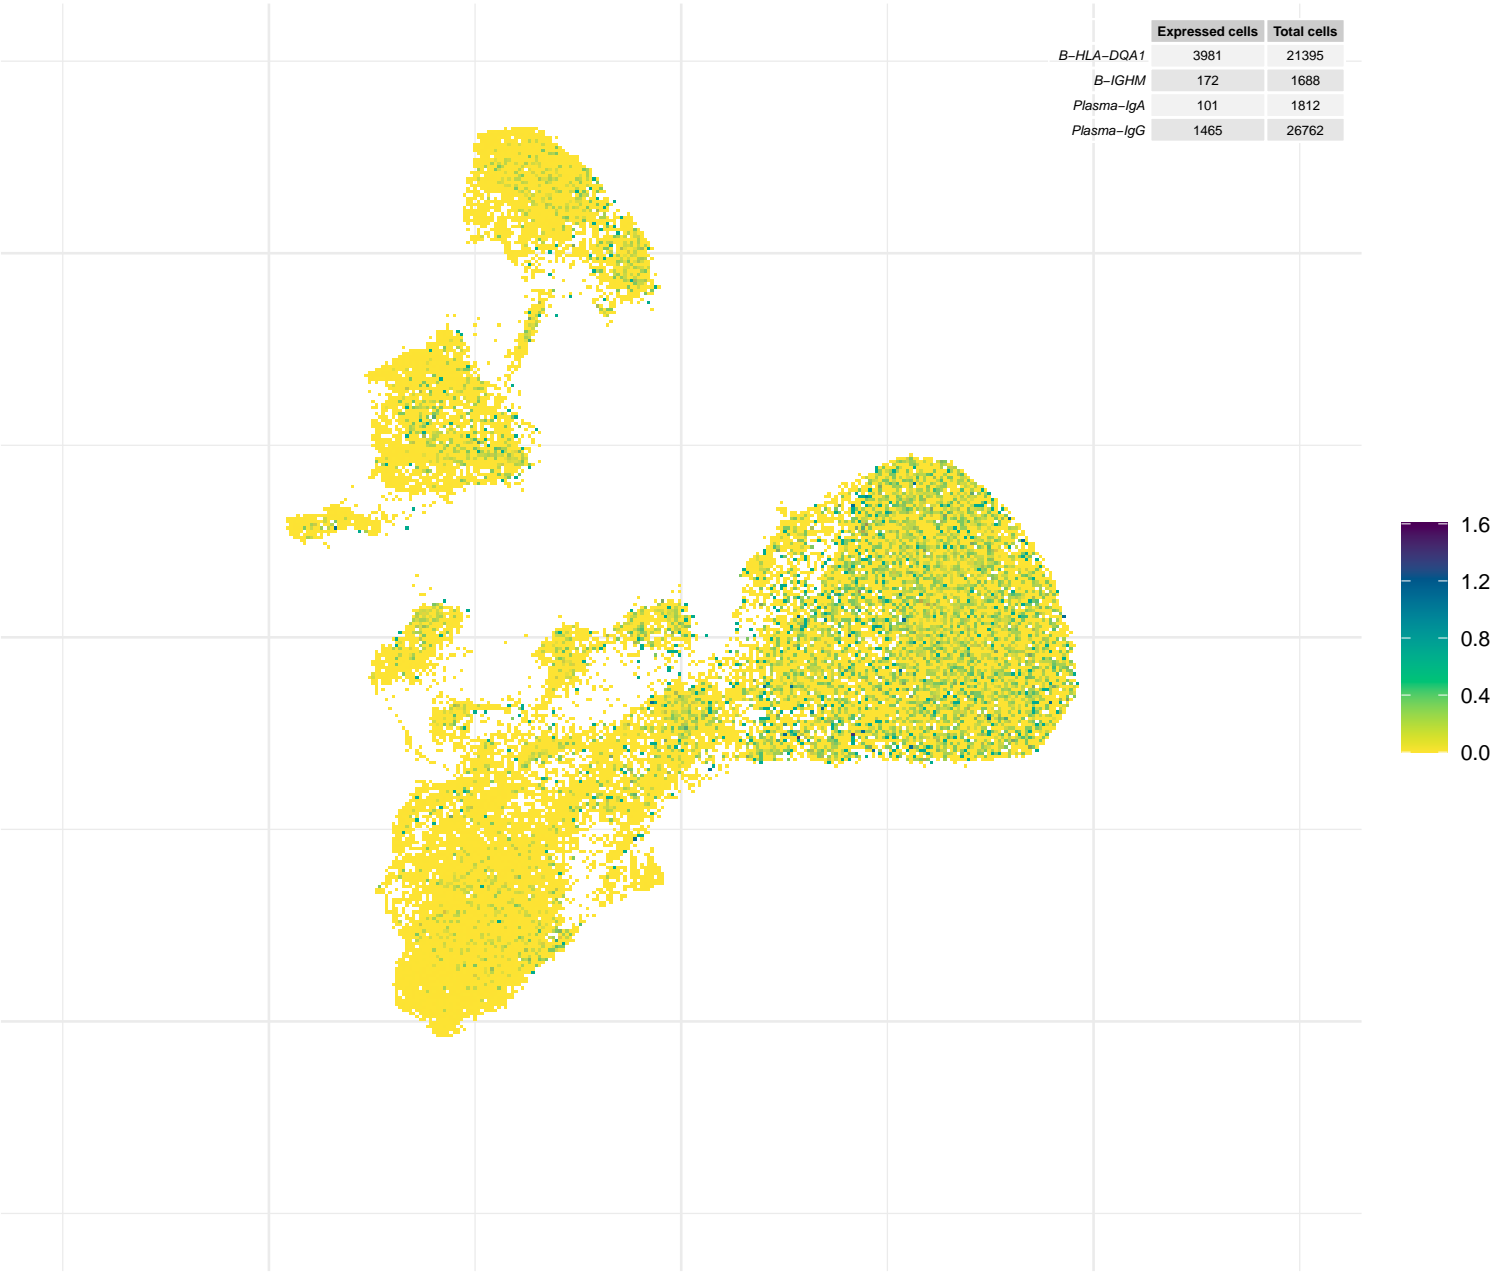 Expressed cells Total cells
B-HLA-DQA1 3981 21395
B-IGHM 172 1688
Plasma-IgA 101 1812
Plasma-IgG 1465 26762
1.6
1.2
0.8
0.4
0.0